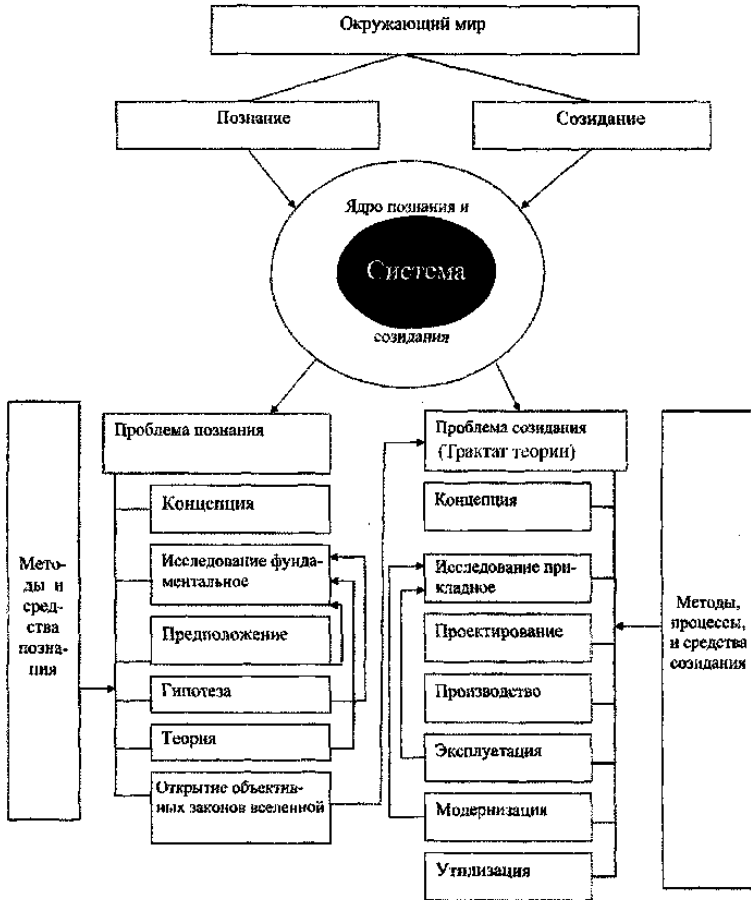 Окружающий мир
Познание
Созидание
Ядро познания и
Система
созидания
Проблема познания
Концепция
Исследование фунда-
ментальное
Предположение
Гипотеза
Теория
Открытие объектив-
ных законов вселенной
Мето-
ды и
сред-
ства
позна-
ния
Проблема созидания
(Трактат теории)
Концепция
Исследование при-
кладное
Проектирование
Производство
Эксплуетация
Модернизация
Утилизация
Методы,
процессы,
и средства
созидания